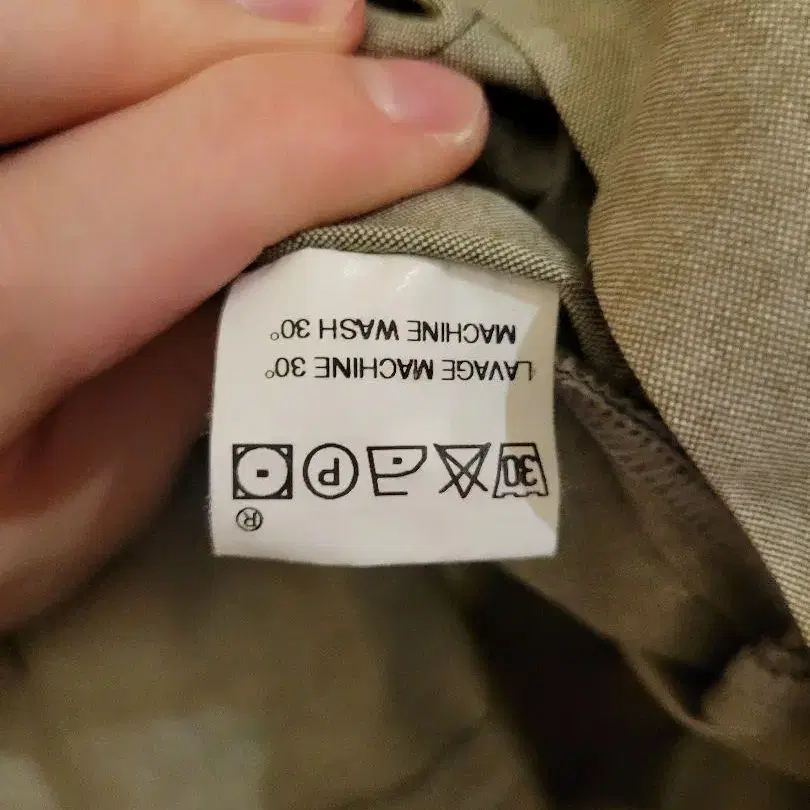 ®
30 P
LAVAGE MACHINE 30°
MACHINE WASH 30°